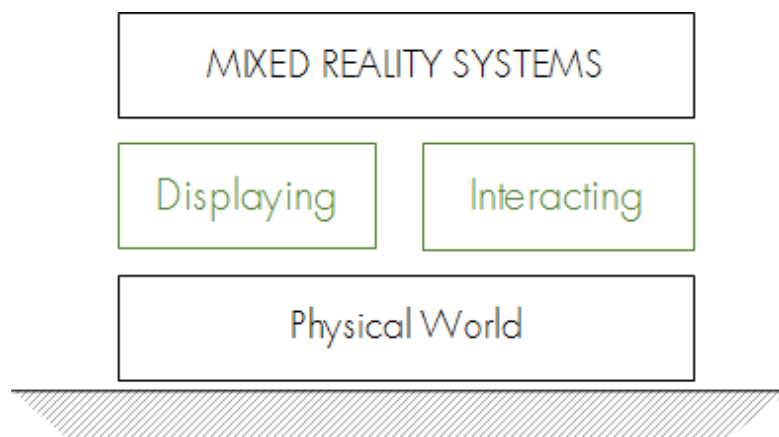 MIXED REALITY SYSTEMS
Displaying
Interacting
Physical World